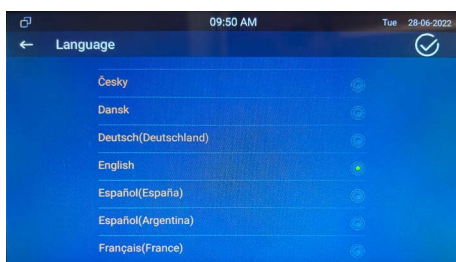 09:50 AM
Tue 28-06-2022
Language
Česky
Dansk
Deutsch(Deutschland)
English
Español(España)
Español(Argentina)
Français(France)